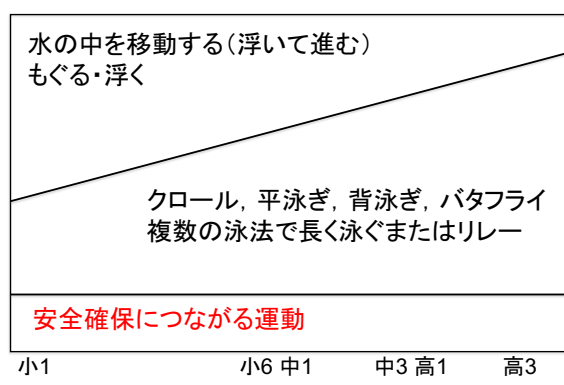 水の中を移動する(浮いて進む)
もぐる・浮く
クロール, 平泳ぎ, 背泳ぎ, バタフライ
複数の泳法で長く泳ぐまたはリレー
安全確保につながる運動
小1 小6 中1 中3 高1 高3